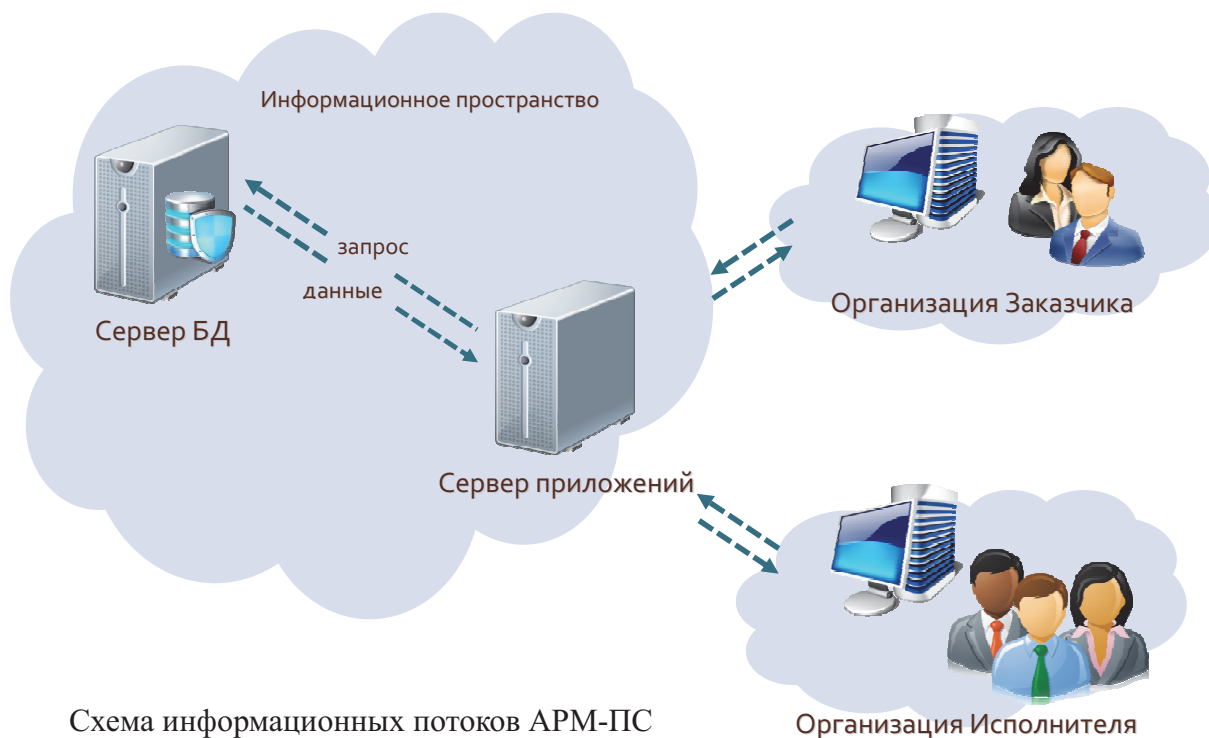 Информационное пространство
запрос
данные
Сервер БД
Организация Заказчика
Сервер приложений
Схема информационных потоков АРМ-ПС
Организация Исполнителя